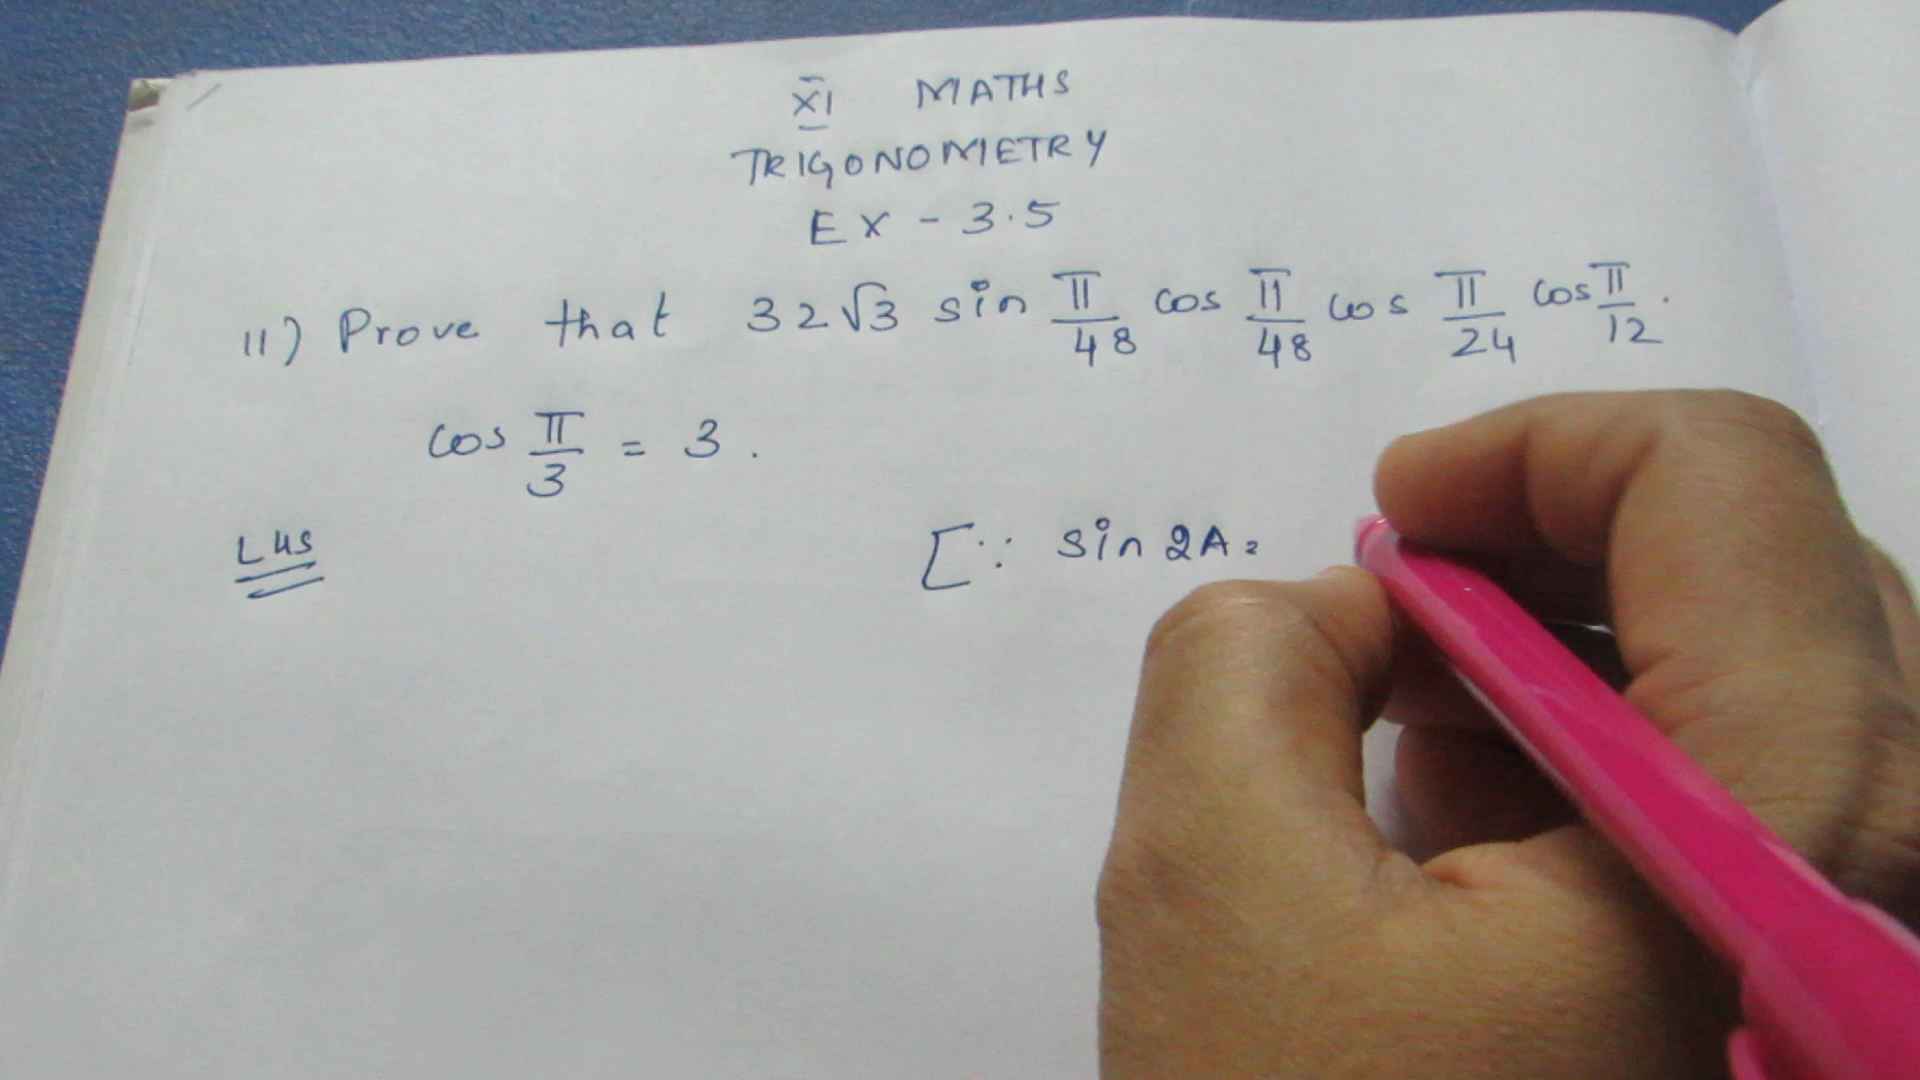 XI MATHS
TRIGONOMETRY
EX - 3.5
11) Prove that 32√3 sin π/48 cos π/48 cos π/24 cos π/12 .
cos π/3 = 3 .
LHS [∵ sin 2A =